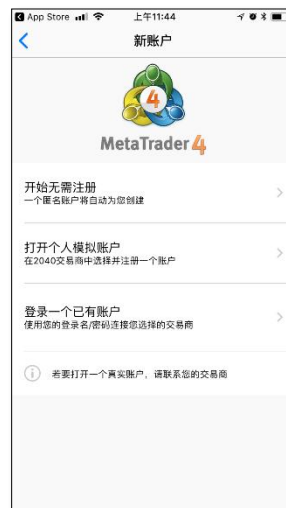 App Store 上午11:44
新账户
4
MetaTrader 4
开始无需注册
一个匿名账户将自动为您创建
打开个人模拟账户
在2040交易商中选择并注册一个账户
登录一个已有账户
使用您的登录名/密码连接您选择的交易商
若要打开一个真实账户，请联系您的交易商